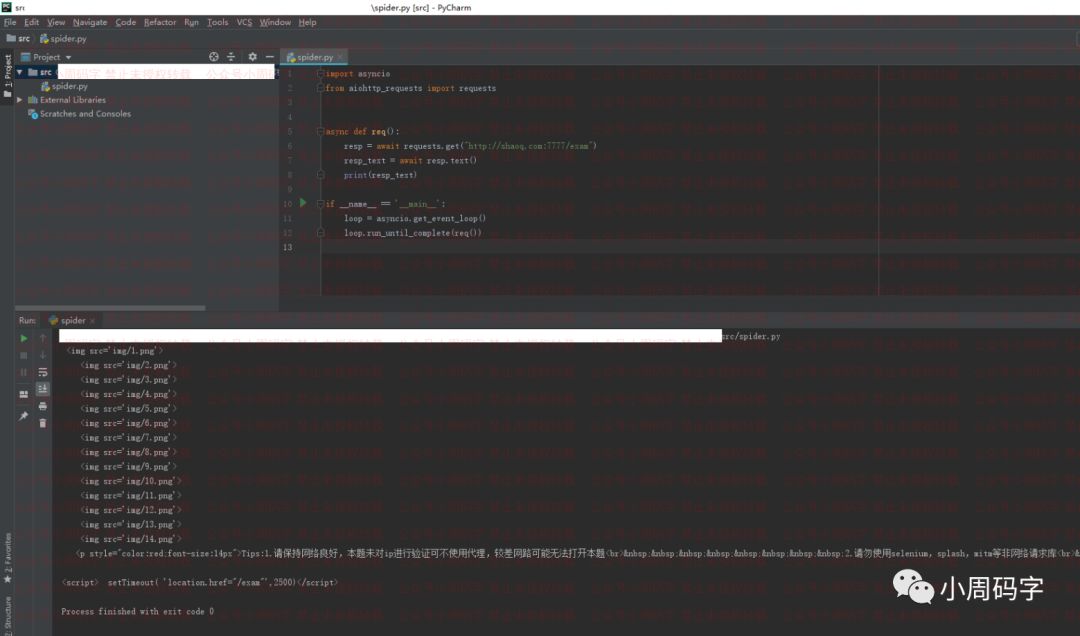 src
\spider.py [src] - PyCharm
File Edit View Navigate Code Refactor Run Tools VCS Window Help
src spider.py
1: Project
Project
spider.py
src
spider.py
External Libraries
Scratches and Consoles
1 import asyncio
2 from aiohttp_requests import requests
3
4
5 async def req():
6 resp = await requests.get("http://shaoq.com:7777/exam")
7 resp_text = await resp.text()
8 print(resp_text)
9
10 if __name__ == '__main__':
11 loop = asyncio.get_event_loop()
12 loop.run_until_complete(req())
13
Run: spider
src/spider.py
<img src='img/1.png'>
<img src='img/2.png'>
<img src='img/3.png'>
<img src='img/4.png'>
<img src='img/5.png'>
<img src='img/6.png'>
<img src='img/7.png'>
<img src='img/8.png'>
<img src='img/9.png'>
<img src='img/10.png'>
<img src='img/11.png'>
<img src='img/12.png'>
<img src='img/13.png'>
<img src='img/14.png'>
<p style="color:red;font-size:14px">Tips:1.请保持网络良好，本题未对ip进行验证可不使用代理，较差网路可能无法打开本题<br>&nbsp;&nbsp;&nbsp;&nbsp;&nbsp;&nbsp;&nbsp;&nbsp;2.请勿使用selenium，splash，mitm等非网络请求库<br>&
<script> setTimeout( 'location.href="/exam"',2500)</script>
Process finished with exit code 0
2: Favorites
Structure
小周码字